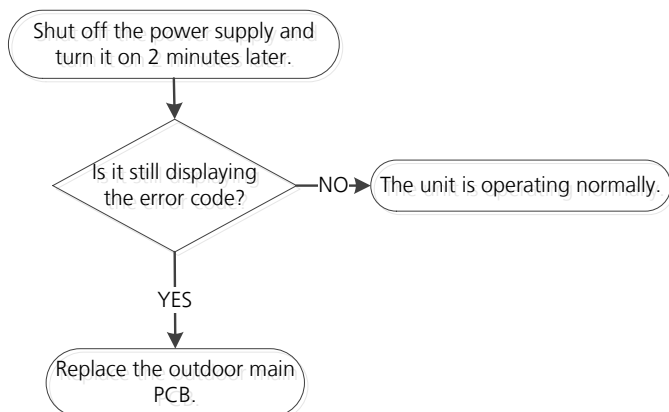 Shut off the power supply and
turn it on 2 minutes later.
Is it still displaying
the error code?
NO
The unit is operating normally.
YES
Replace the outdoor main
PCB.